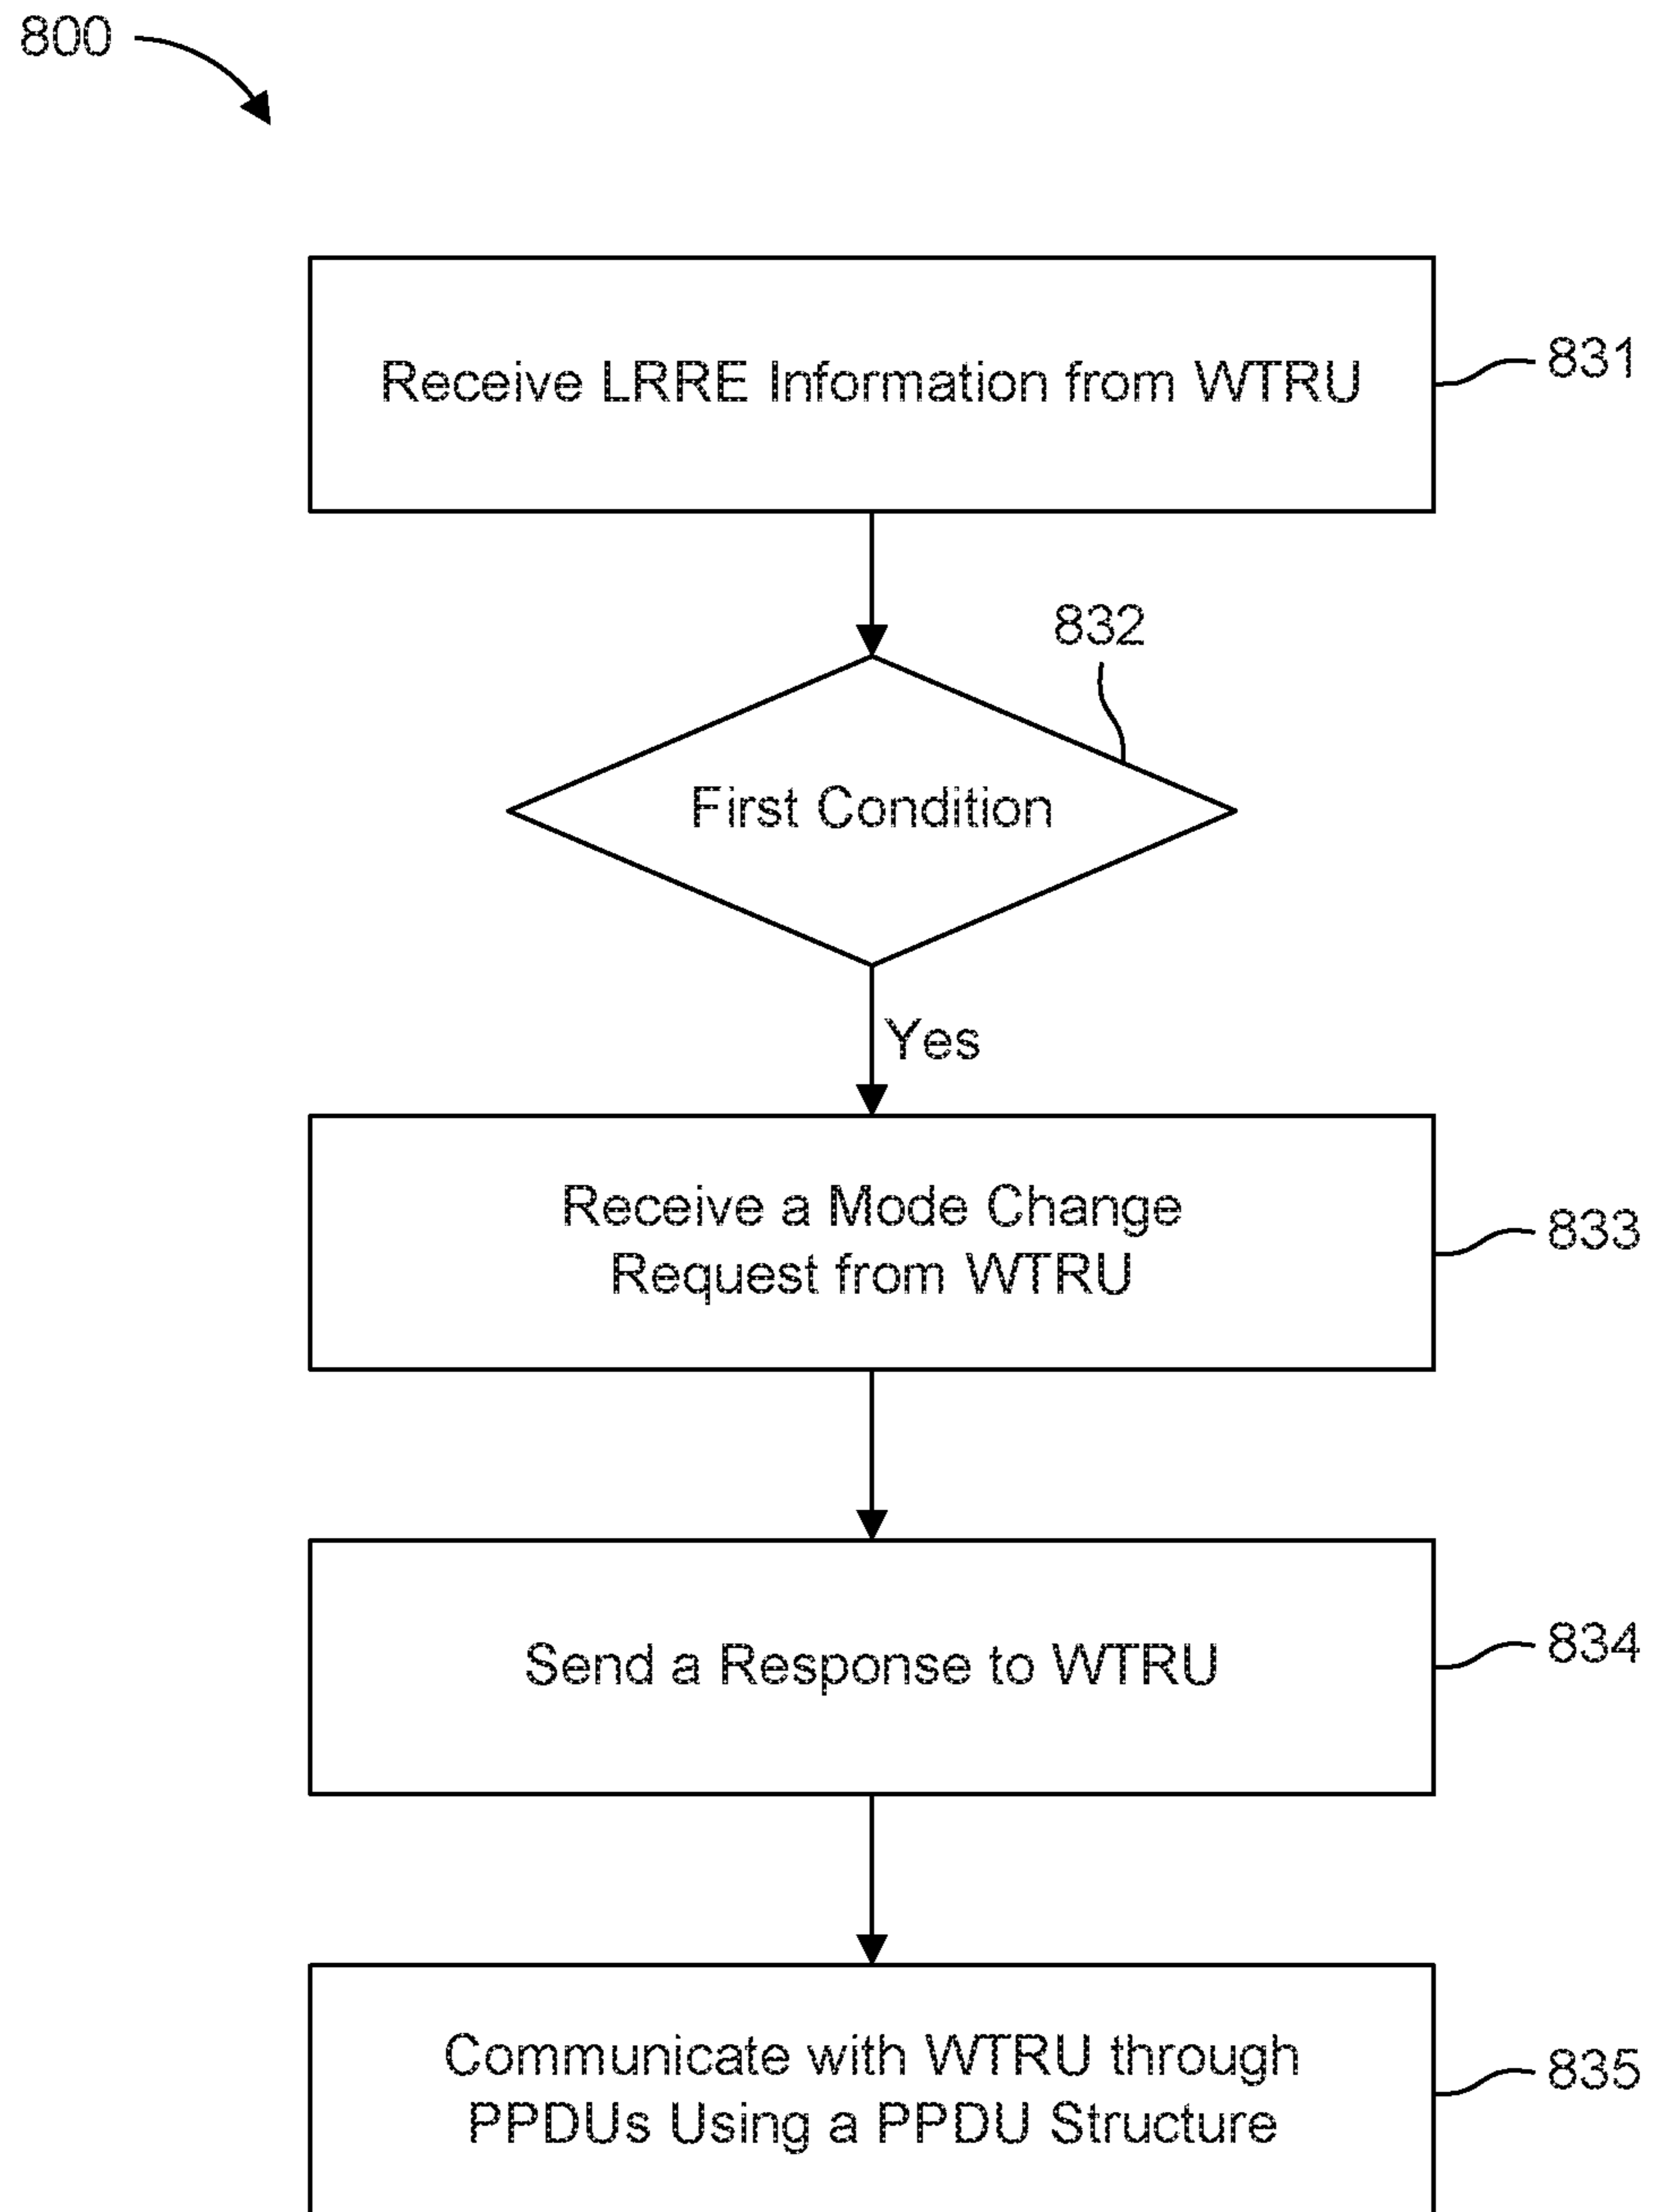 800
Receive LRRE Information from WTRU
831
832
First Condition
Yes
Receive a Mode Change
Request from WTRU
833
Send a Response to WTRU
834
Communicate with WTRU through
PPDUs Using a PPDU Structure
835